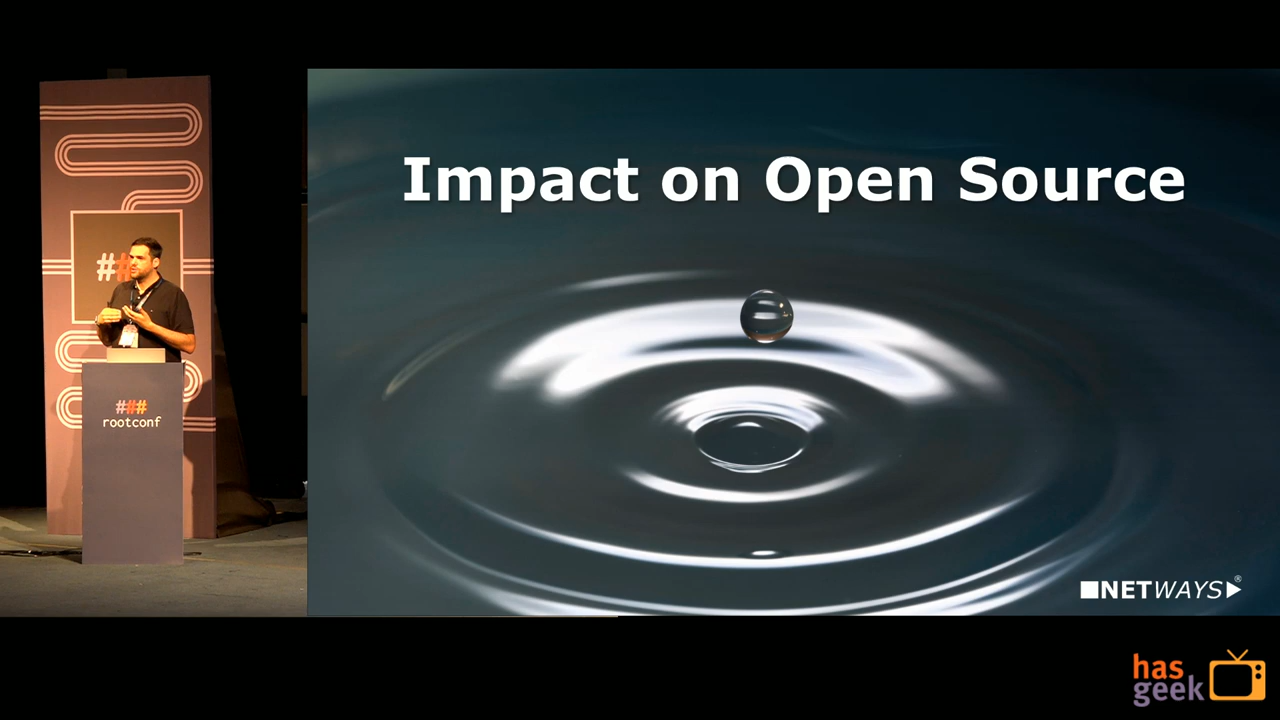 Impact on Open Source
##
###
rootconf
NETWAYS®
has
geek